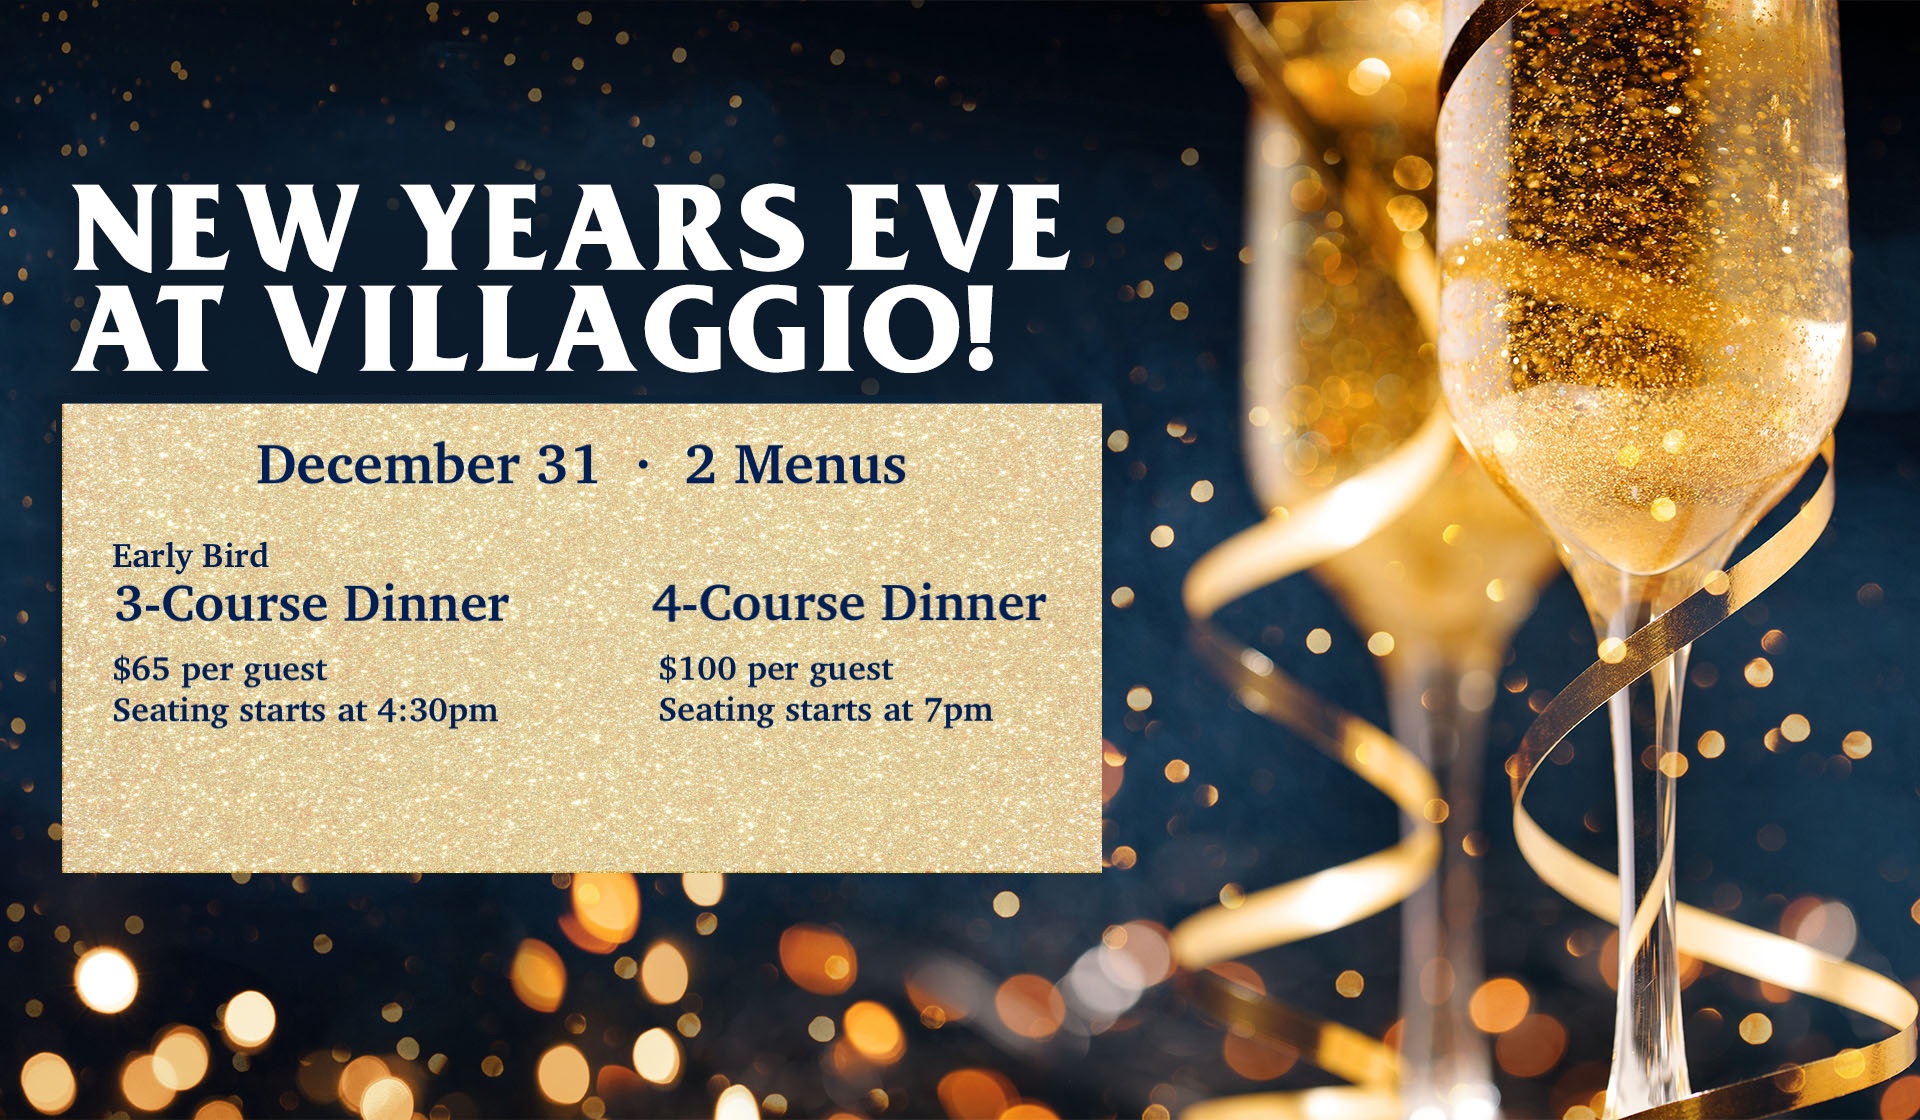 NEW YEARS EVE
AT VILLAGGIO!
December 31 · 2 Menus
Early Bird
3-Course Dinner
$65 per guest
Seating starts at 4:30pm
4-Course Dinner
$100 per guest
Seating starts at 7pm